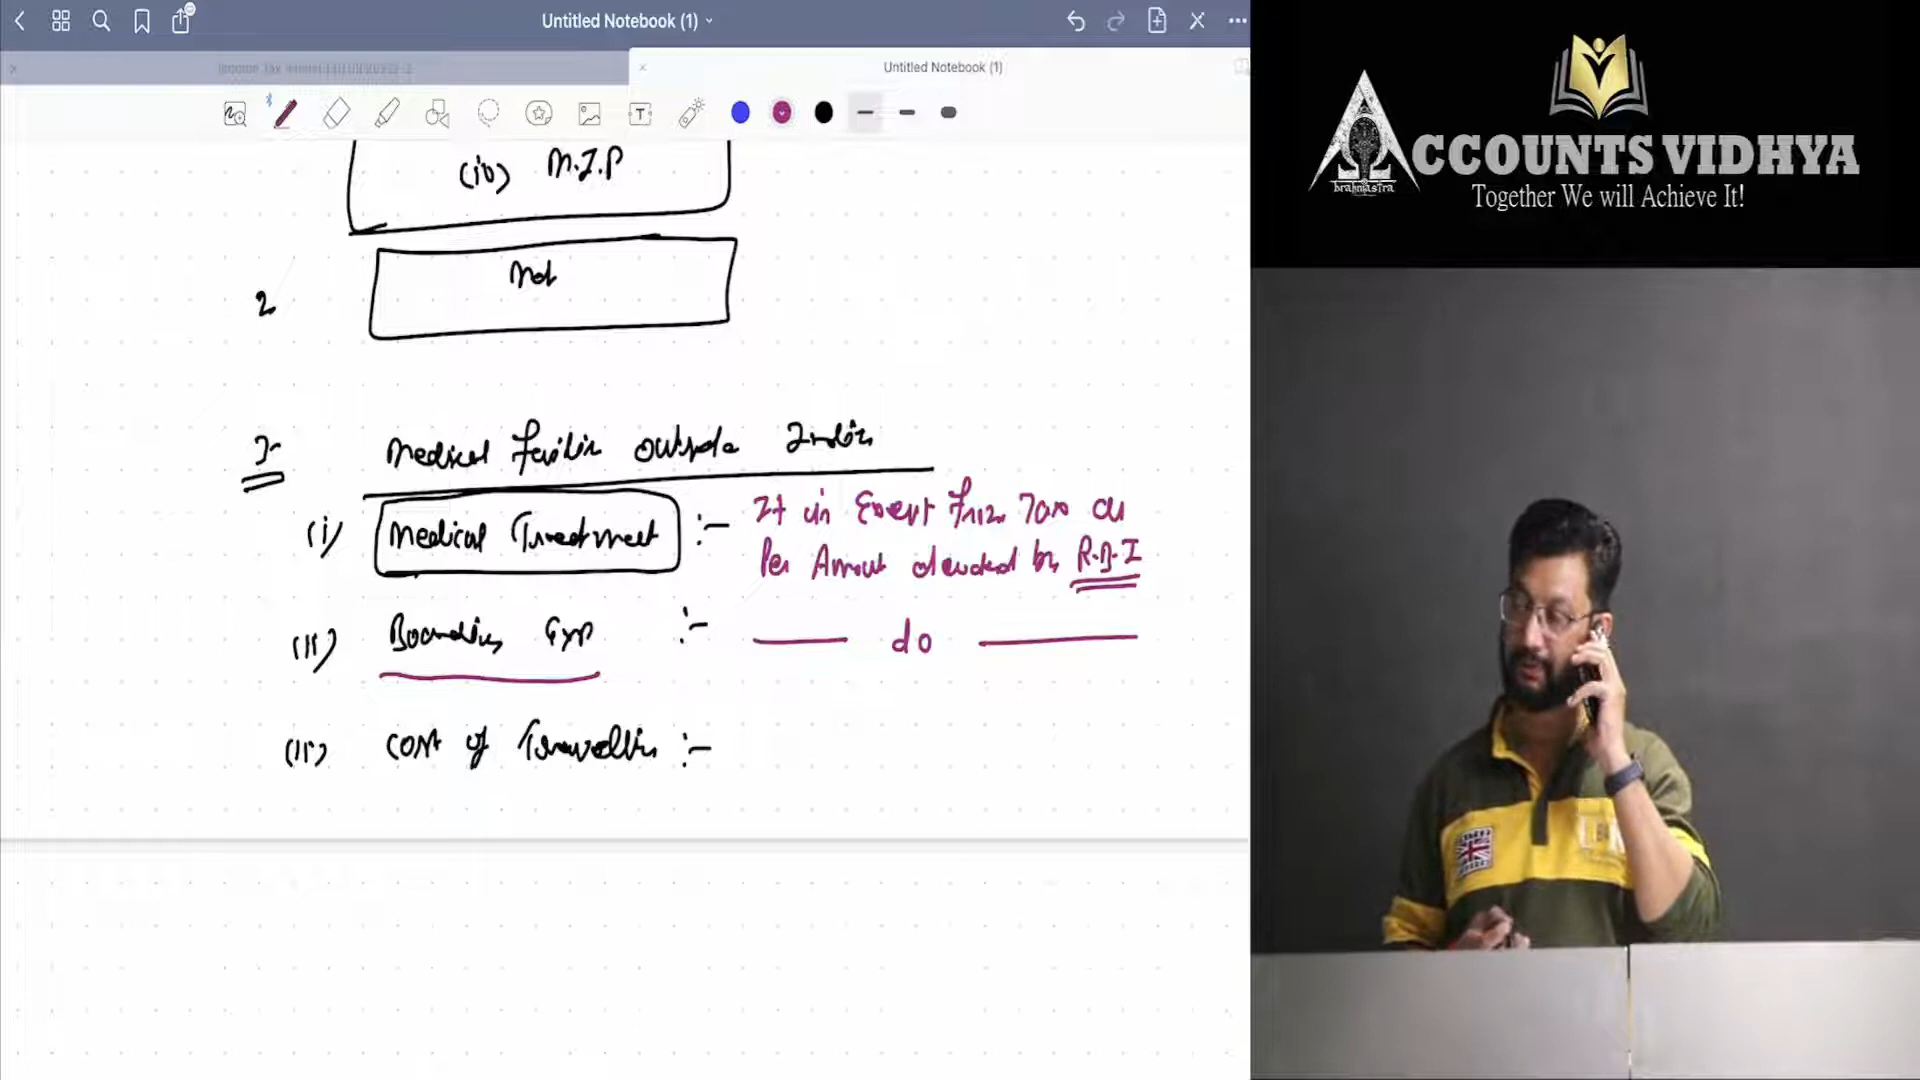 Untitled Notebook (1)
Untitled Notebook (1)
T
(iv) M.I.P
2 Not
3- Medical Outside India
(i) Medical Treatment :- It is Exempt from Tax as
Per Amount decided by R.B.I
(ii) Boarding Exp :- do
(iii) Cost of Travelling :-
ACCOUNTS VIDHYA
brahmastra
Together We will Achieve It!